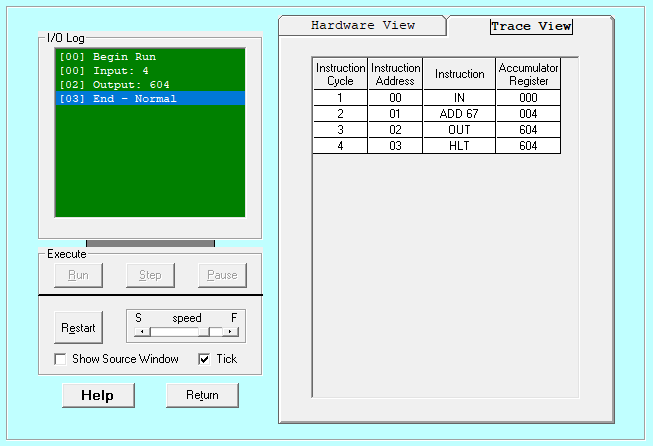 I/O Log
[00] Begin Run
[00] Input: 4
[02] Output: 604
[03] End - Normal
Execute
Run Step Pause
Restart
S speed F
Show Source Window Tick
Help Return
Hardware View Trace View
Instruction Cycle Instruction Address Instruction Accumulator Register
1 00 IN 000
2 01 ADD 67 004
3 02 OUT 604
4 03 HLT 604